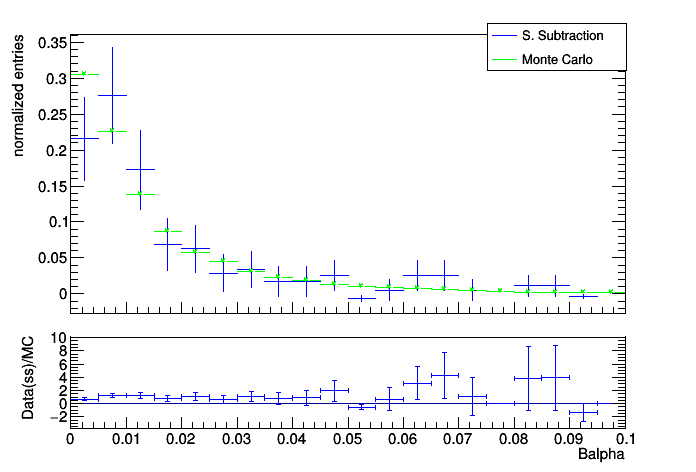 S. Subtraction
Monte Carlo
normalized entries
0.35
0.3
0.25
0.2
0.15
0.1
0.05
0
Data(ss)/MC
10
8
6
4
2
0
−2
0 0.01 0.02 0.03 0.04 0.05 0.06 0.07 0.08 0.09 0.1
Balpha